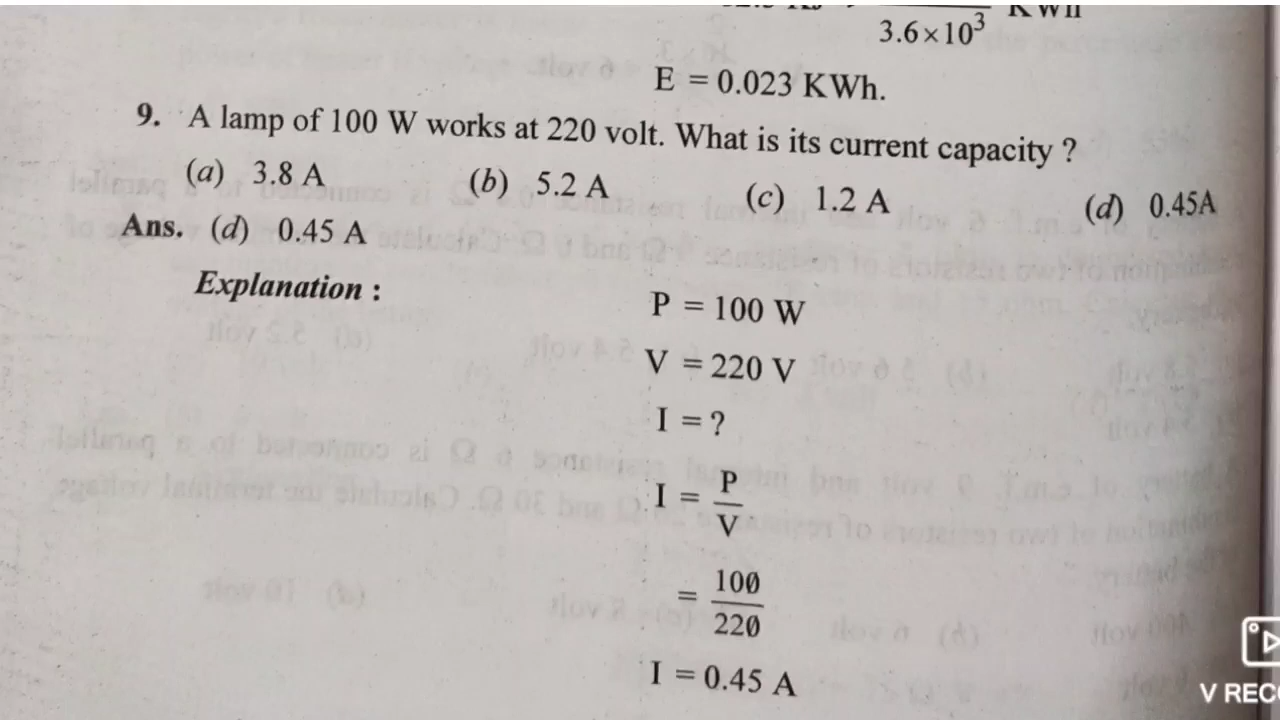 3.6×10³ KWh
E = 0.023 KWh.
9. A lamp of 100 W works at 220 volt. What is its current capacity ?
(a) 3.8 A (b) 5.2 A (c) 1.2 A (d) 0.45A
Ans. (d) 0.45 A
Explanation :
P = 100 W
V = 220 V
I = ?
I = P/V
= 100/220
I = 0.45 A